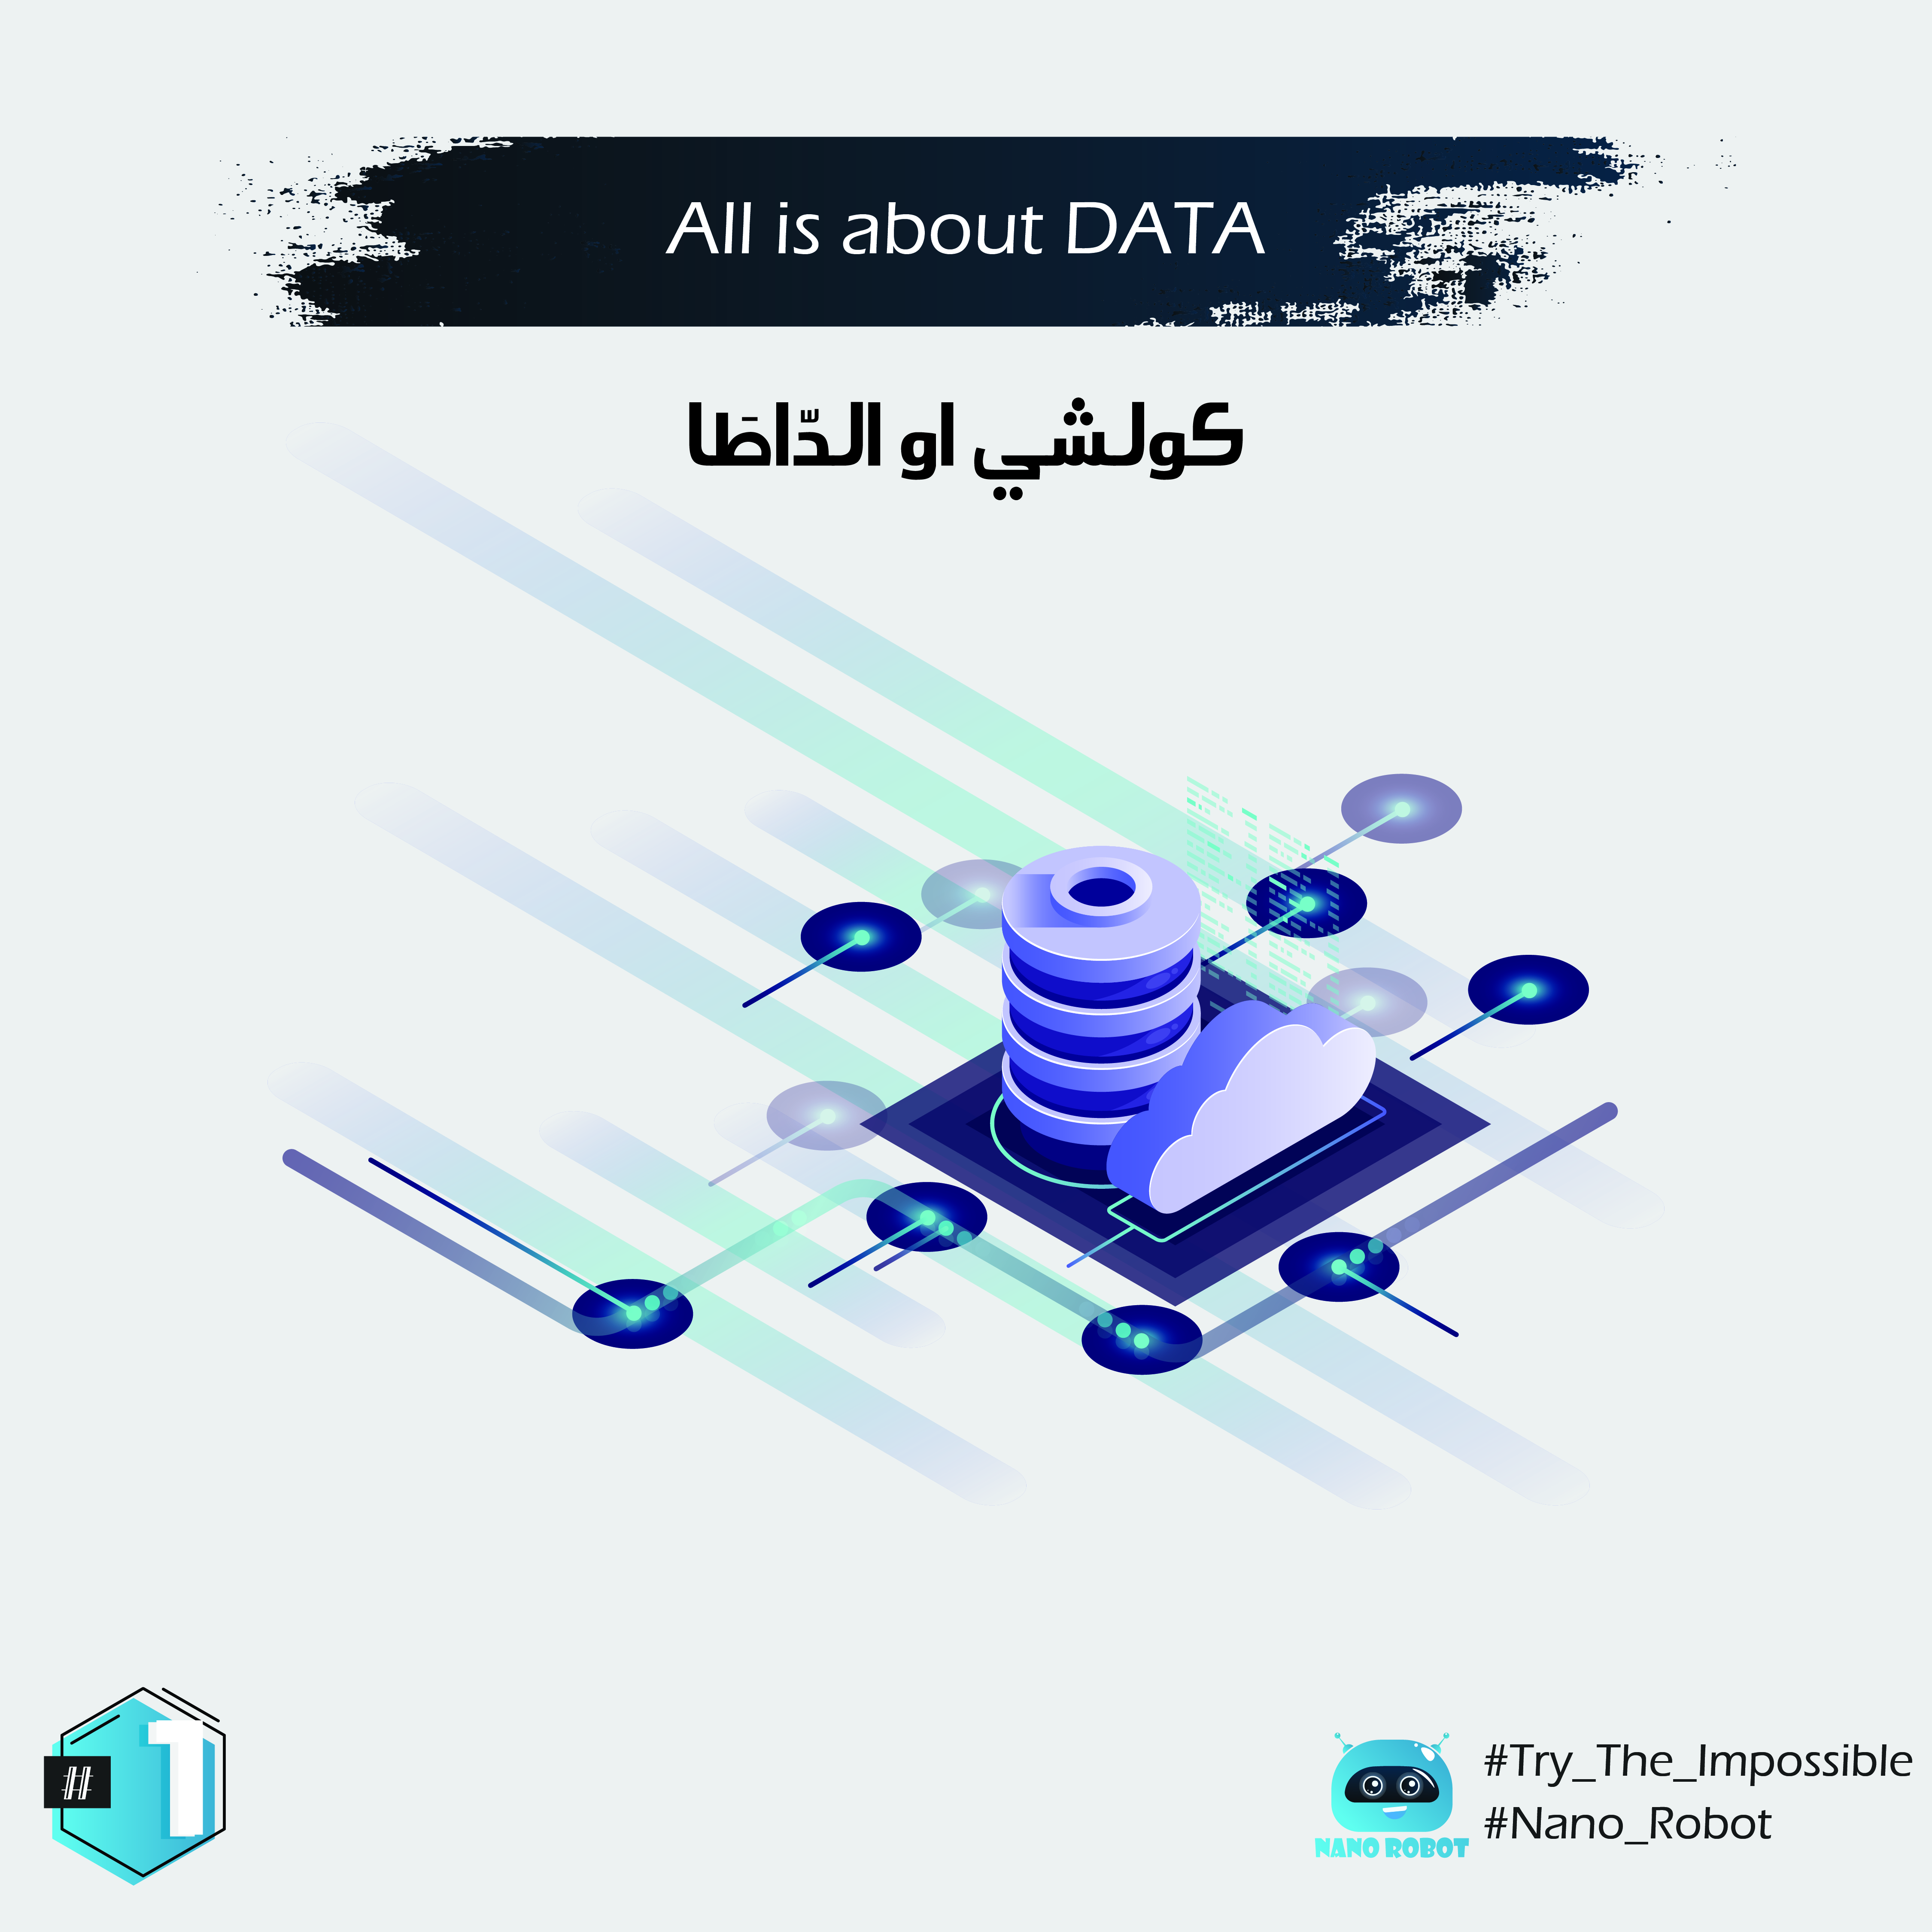 All is about DATA
كولشي او الدّاطَا
# 1
#Try_The_Impossible
#Nano_Robot
NANO ROBOT